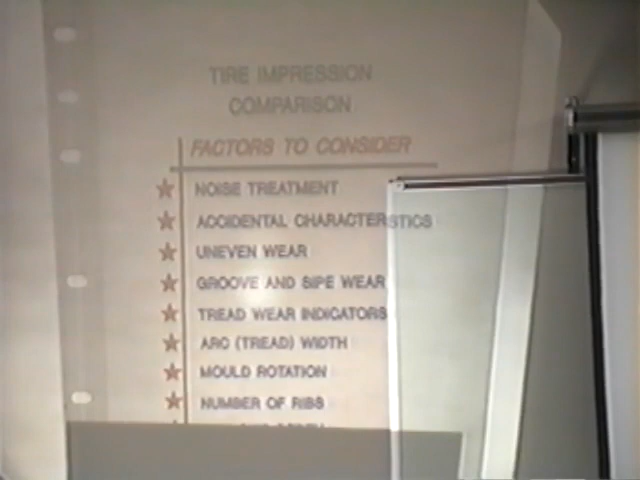 TIRE IMPRESSION
COMPARISON
FACTORS TO CONSIDER
NOISE TREATMENT
ACCIDENTAL CHARACTERISTICS
UNEVEN WEAR
GROOVE AND SIPE WEAR
TREAD WEAR INDICATORS
ARC (TREAD) WIDTH
MOULD ROTATION
NUMBER OF RIBS